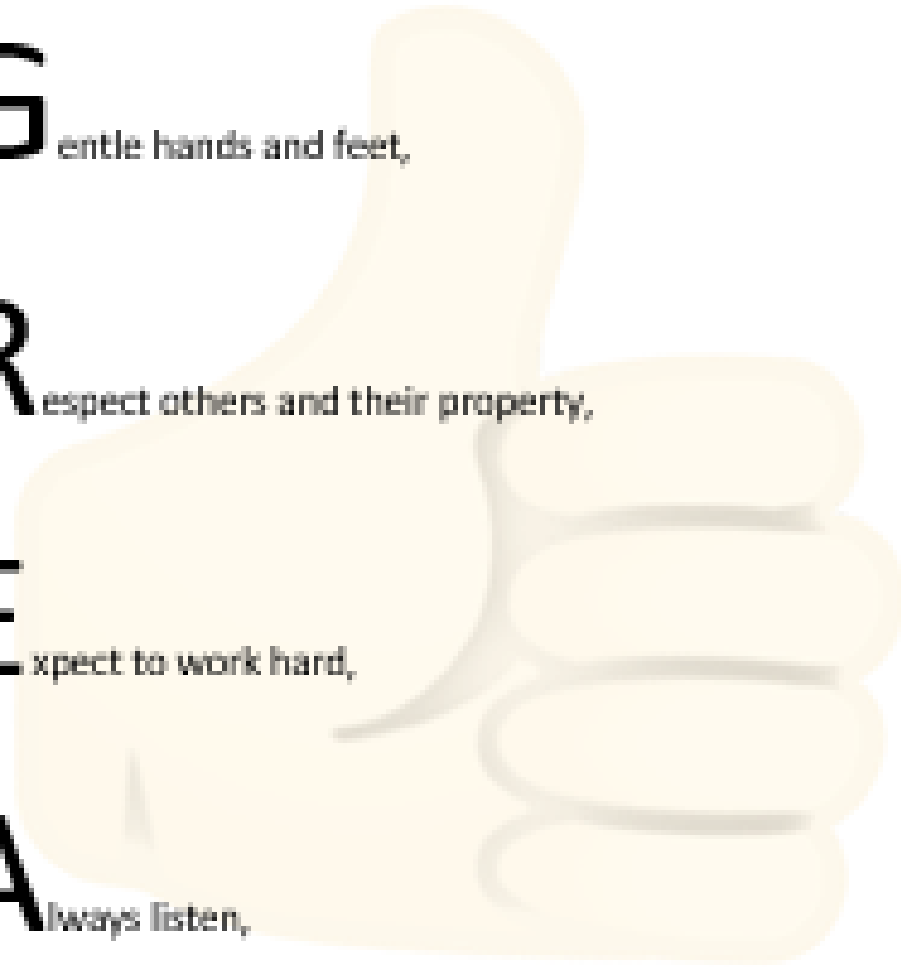 Gentle hands and feet,
Respect others and their property,
Expect to work hard,
Always listen,